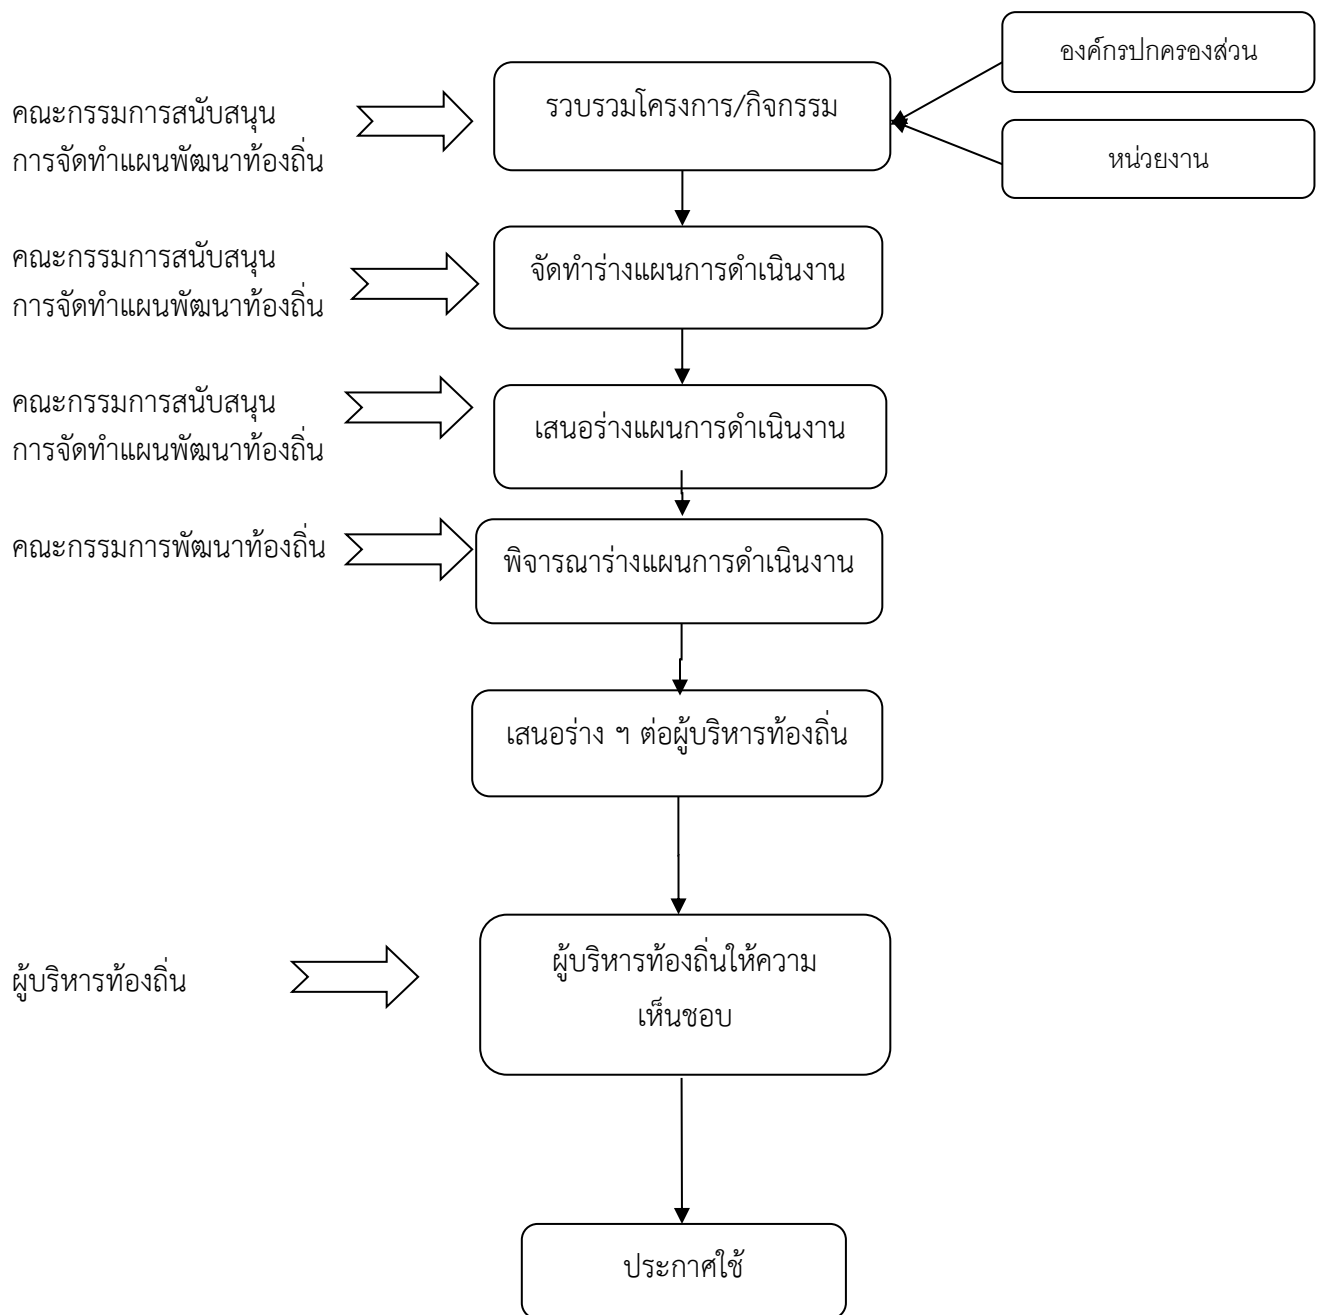 องค์กรปกครองส่วน
คณะกรรมการสนับสนุน
การจัดทำแผนพัฒนาท้องถิ่น
รวบรวมโครงการ/กิจกรรม
หน่วยงาน
คณะกรรมการสนับสนุน
การจัดทำแผนพัฒนาท้องถิ่น
จัดทำร่างแผนการดำเนินงาน
คณะกรรมการสนับสนุน
การจัดทำแผนพัฒนาท้องถิ่น
เสนอร่างแผนการดำเนินงาน
คณะกรรมการพัฒนาท้องถิ่น
พิจารณาร่างแผนการดำเนินงาน
เสนอร่าง ฯ ต่อผู้บริหารท้องถิ่น
ผู้บริหารท้องถิ่น
ผู้บริหารท้องถิ่นให้ความ
เห็นชอบ
ประกาศใช้